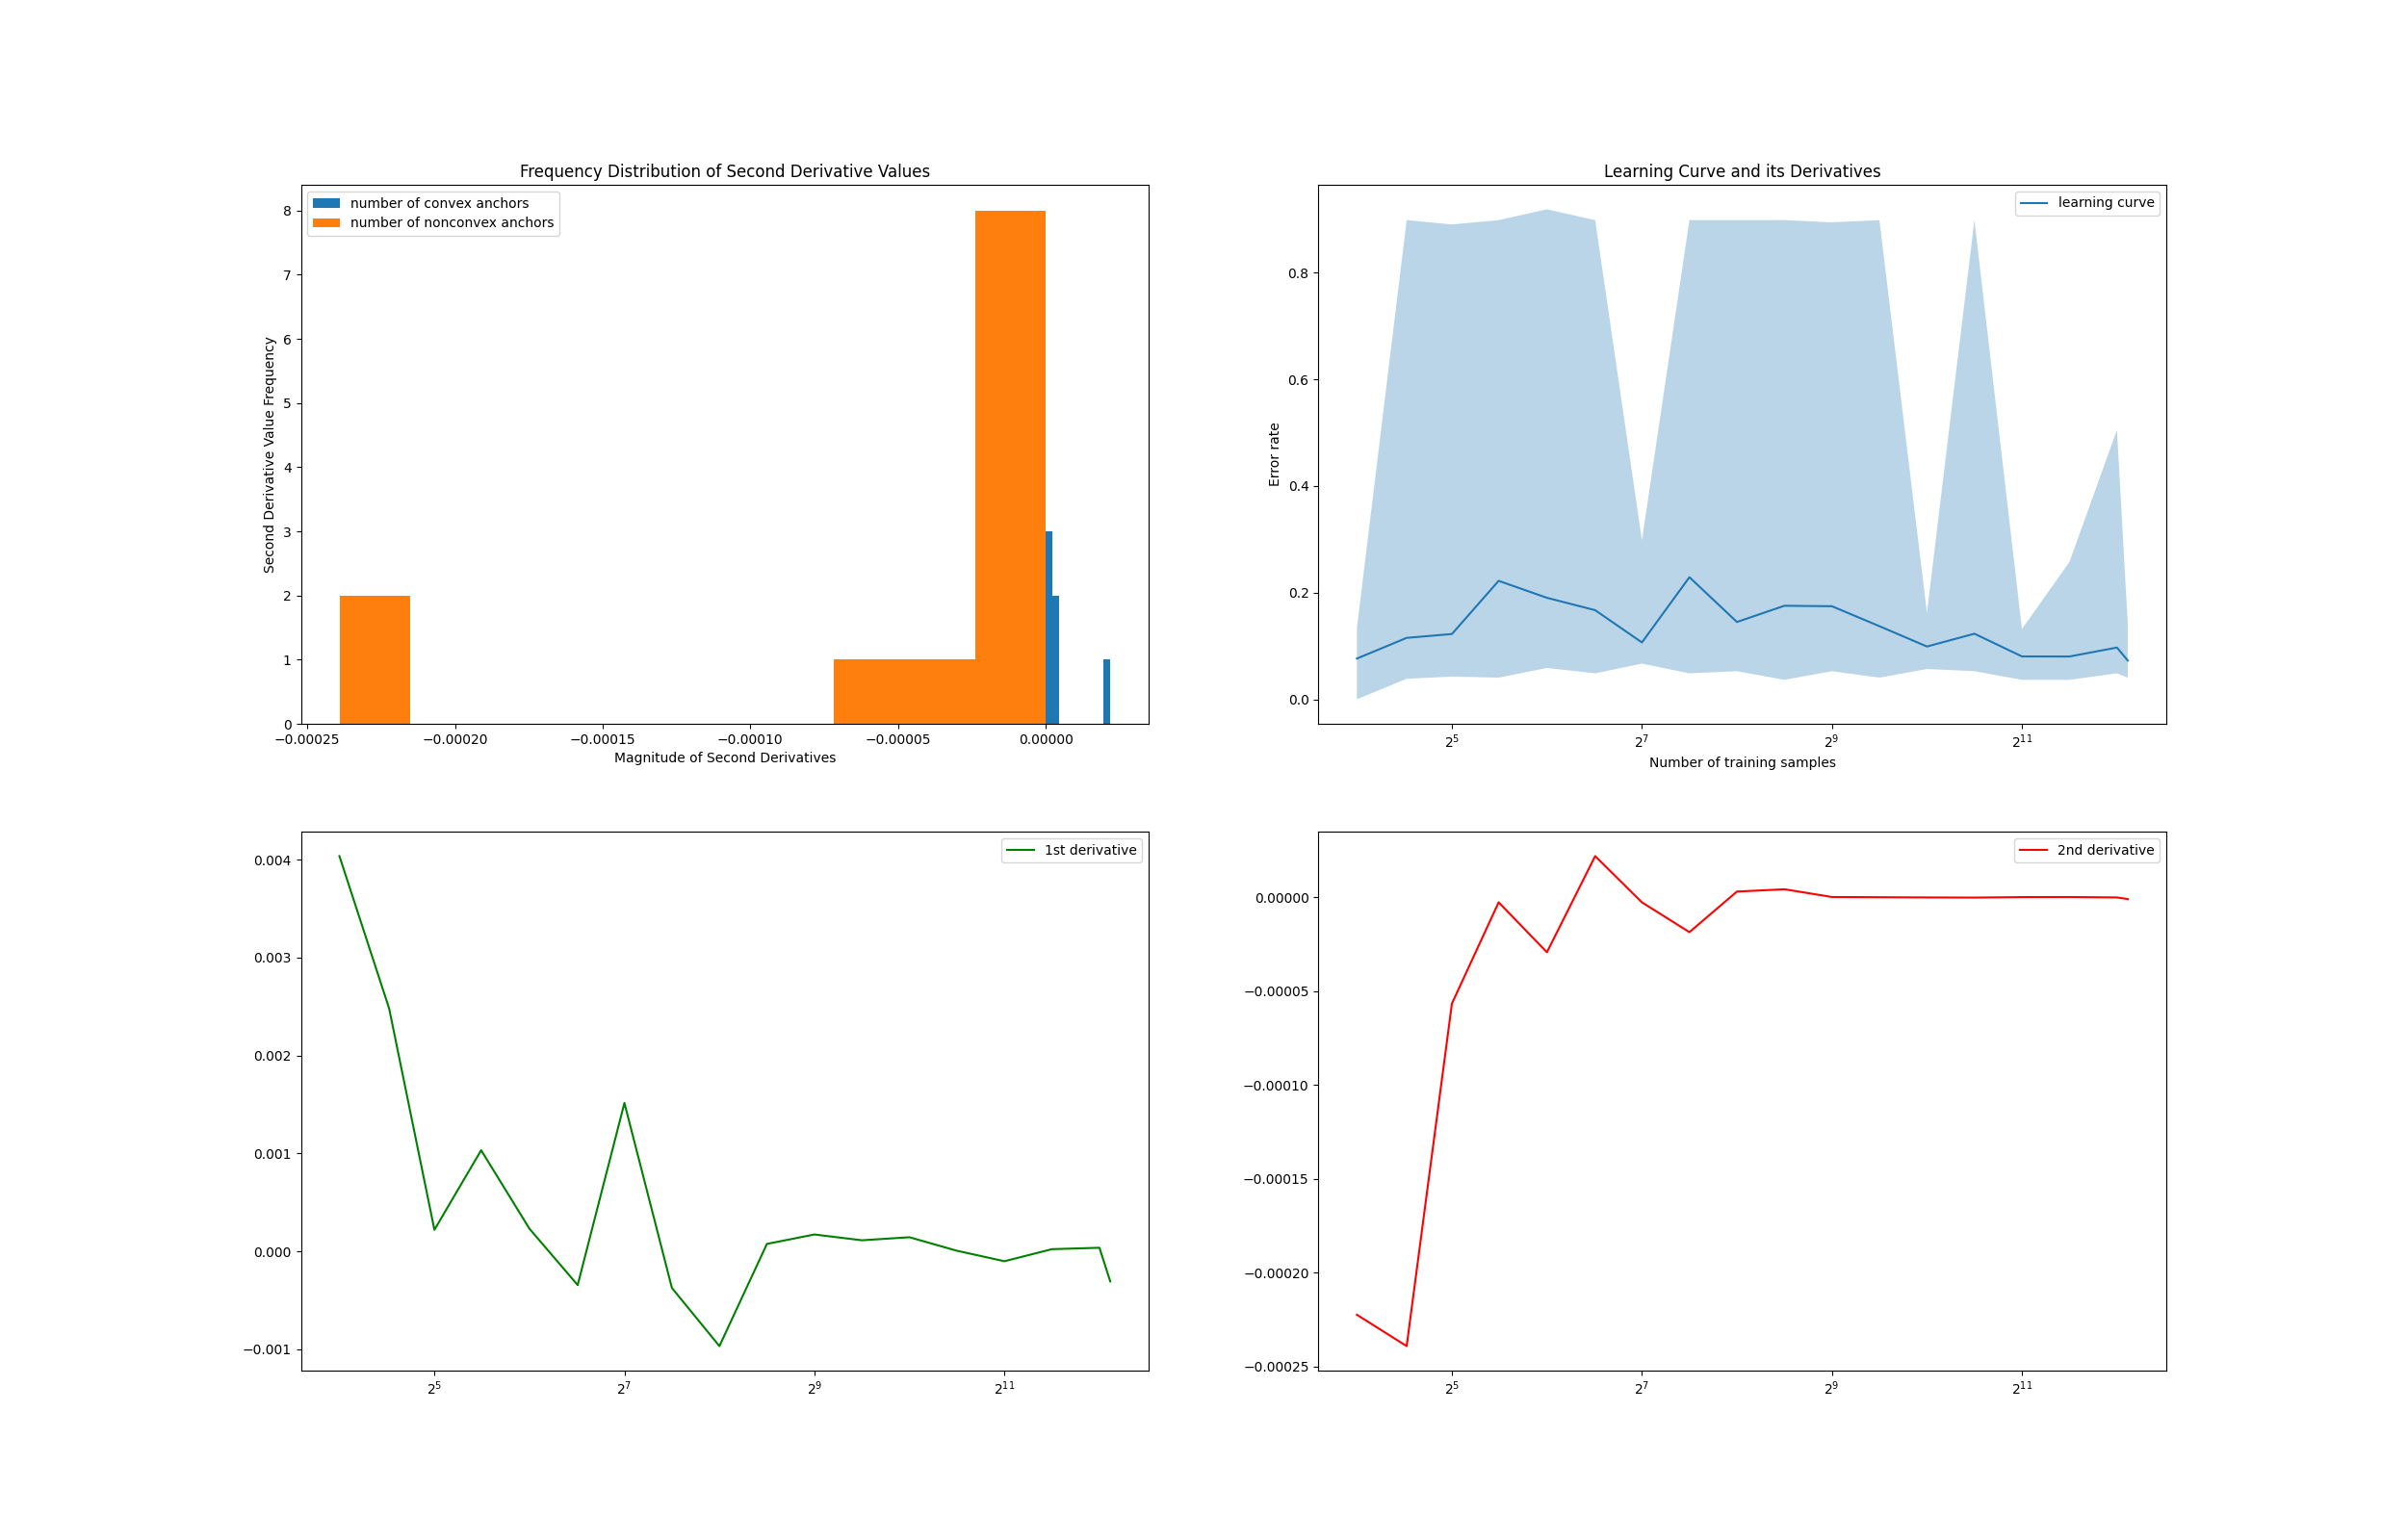 Frequency Distribution of Second Derivative Values
number of convex anchors
number of nonconvex anchors
Second Derivative Value Frequency
8
7
6
5
4
3
2
1
0
−0.00025 −0.00020 −0.00015 −0.00010 −0.00005 0.00000
Magnitude of Second Derivatives
Learning Curve and its Derivatives
learning curve
Error rate
0.8
0.6
0.4
0.2
0.0
2⁵ 2⁷ 2⁹ 2¹¹
Number of training samples
1st derivative
0.004
0.003
0.002
0.001
0.000
−0.001
2⁵ 2⁷ 2⁹ 2¹¹
2nd derivative
0.00000
−0.00005
−0.00010
−0.00015
−0.00020
−0.00025
2⁵ 2⁷ 2⁹ 2¹¹